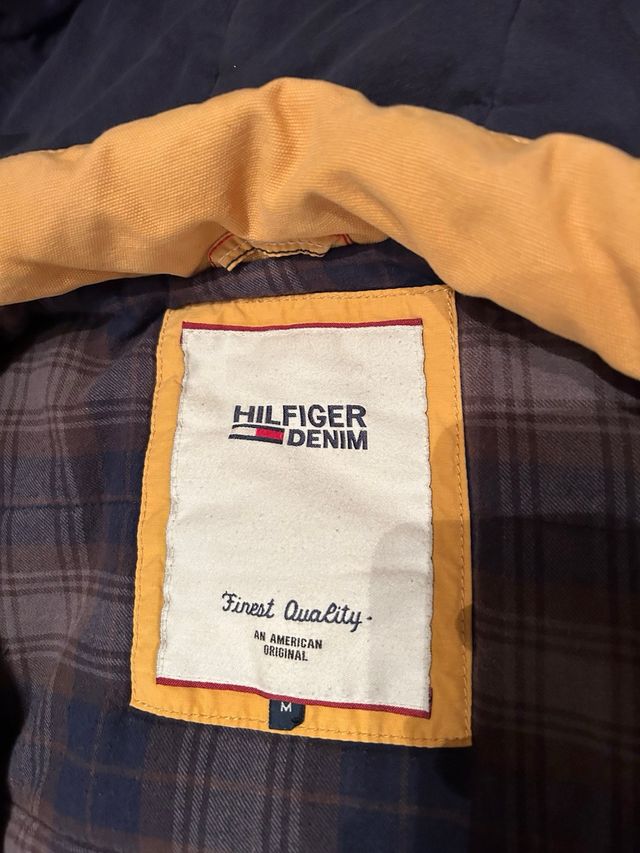 HILFIGER
DENIM
Finest Quality.
AN AMERICAN
ORIGINAL
M